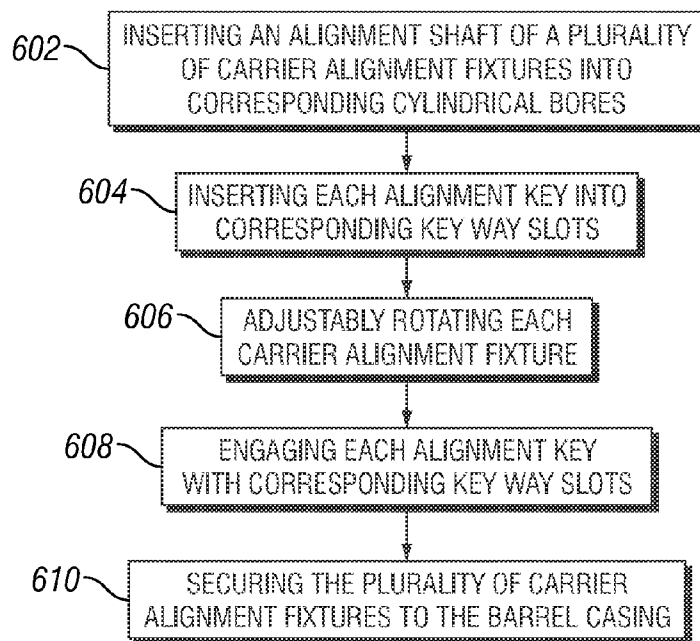 602
INSERTING AN ALIGNMENT SHAFT OF A PLURALITY
OF CARRIER ALIGNMENT FIXTURES INTO
CORRESPONDING CYLINDRICAL BORES
604
INSERTING EACH ALIGNMENT KEY INTO
CORRESPONDING KEY WAY SLOTS
606
ADJUSTABLY ROTATING EACH
CARRIER ALIGNMENT FIXTURE
608
ENGAGING EACH ALIGNMENT KEY
WITH CORRESPONDING KEY WAY SLOTS
610
SECURING THE PLURALITY OF CARRIER
ALIGNMENT FIXTURES TO THE BARREL CASING